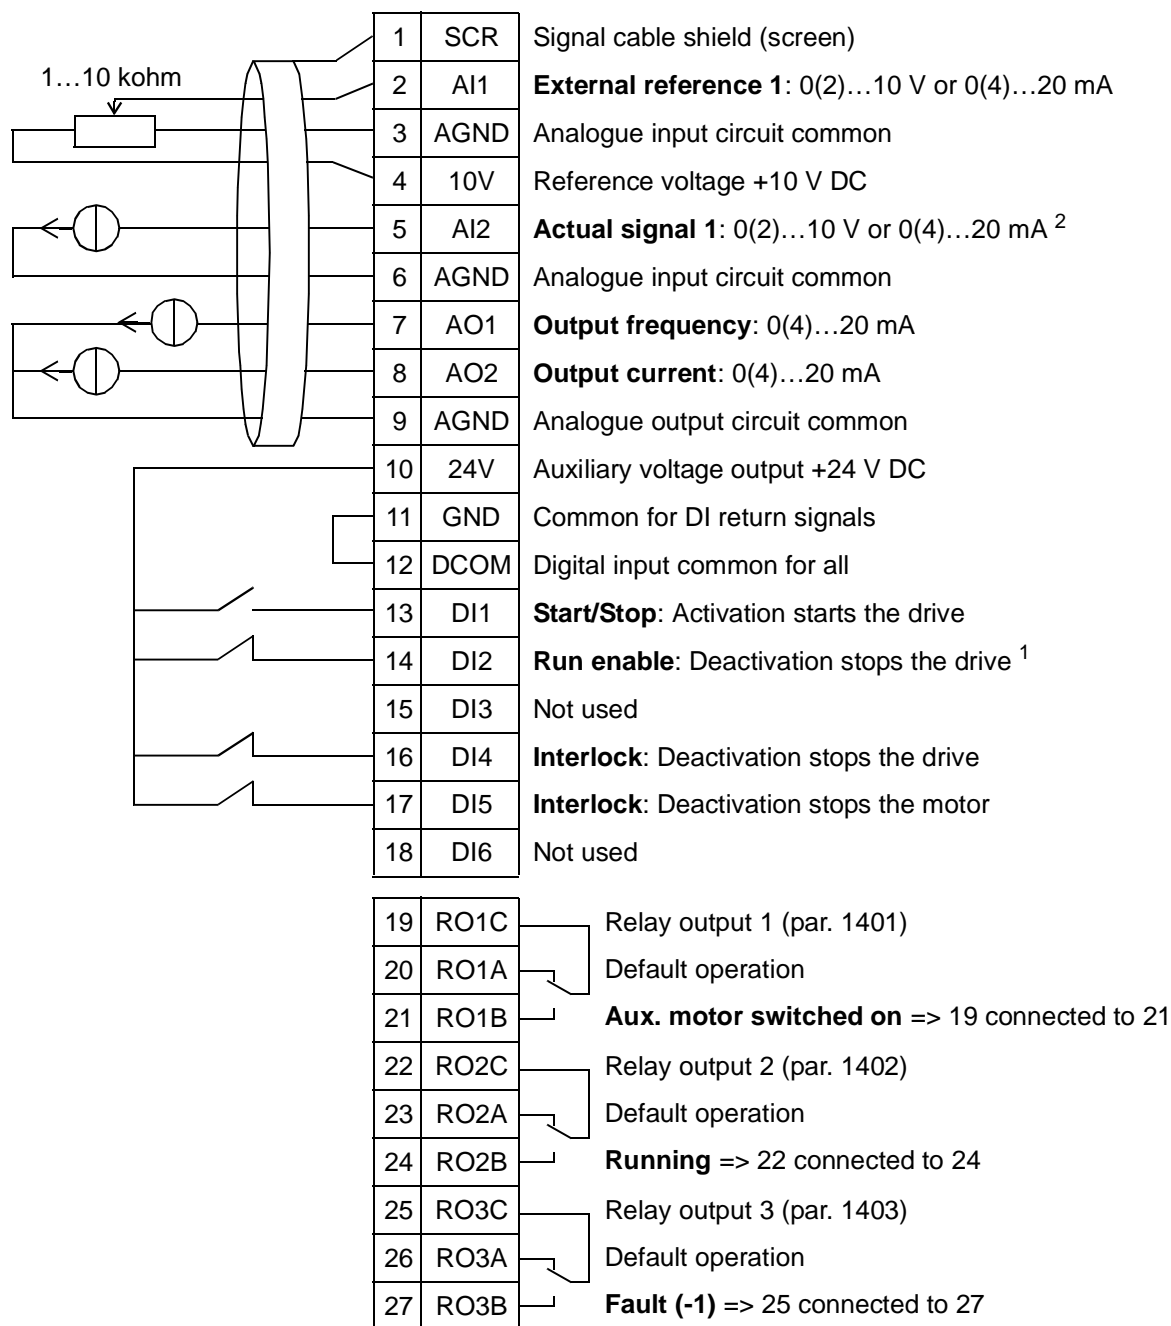 1 SCR Signal cable shield (screen)
1…10 kohm
2 AI1 External reference 1: 0(2)…10 V or 0(4)…20 mA
3 AGND Analogue input circuit common
4 10V Reference voltage +10 V DC
5 AI2 Actual signal 1: 0(2)…10 V or 0(4)…20 mA 2
6 AGND Analogue input circuit common
7 AO1 Output frequency: 0(4)…20 mA
8 AO2 Output current: 0(4)…20 mA
9 AGND Analogue output circuit common
10 24V Auxiliary voltage output +24 V DC
11 GND Common for DI return signals
12 DCOM Digital input common for all
13 DI1 Start/Stop: Activation starts the drive
14 DI2 Run enable: Deactivation stops the drive 1
15 DI3 Not used
16 DI4 Interlock: Deactivation stops the drive
17 DI5 Interlock: Deactivation stops the motor
18 DI6 Not used
19 RO1C Relay output 1 (par. 1401)
20 RO1A Default operation
21 RO1B Aux. motor switched on => 19 connected to 21
22 RO2C Relay output 2 (par. 1402)
23 RO2A Default operation
24 RO2B Running => 22 connected to 24
25 RO3C Relay output 3 (par. 1403)
26 RO3A Default operation
27 RO3B Fault (-1) => 25 connected to 27